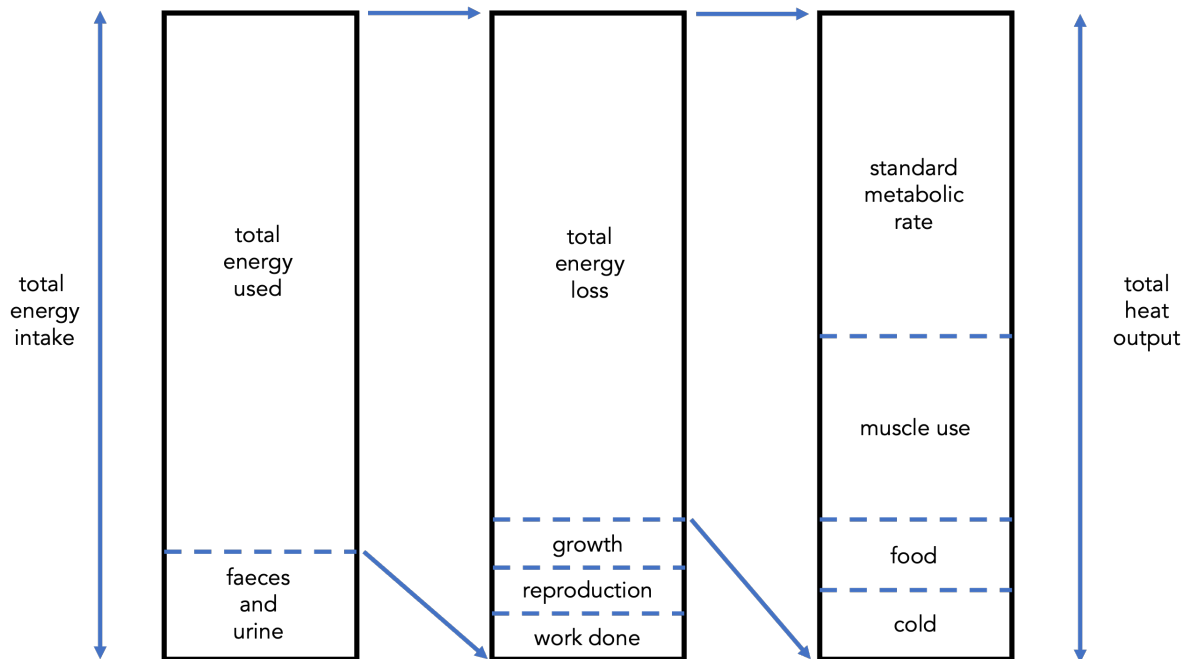 total
energy
intake
total
energy
used
faeces
and
urine
total
energy
loss
growth
reproduction
work done
standard
metabolic
rate
muscle use
food
cold
total
heat
output